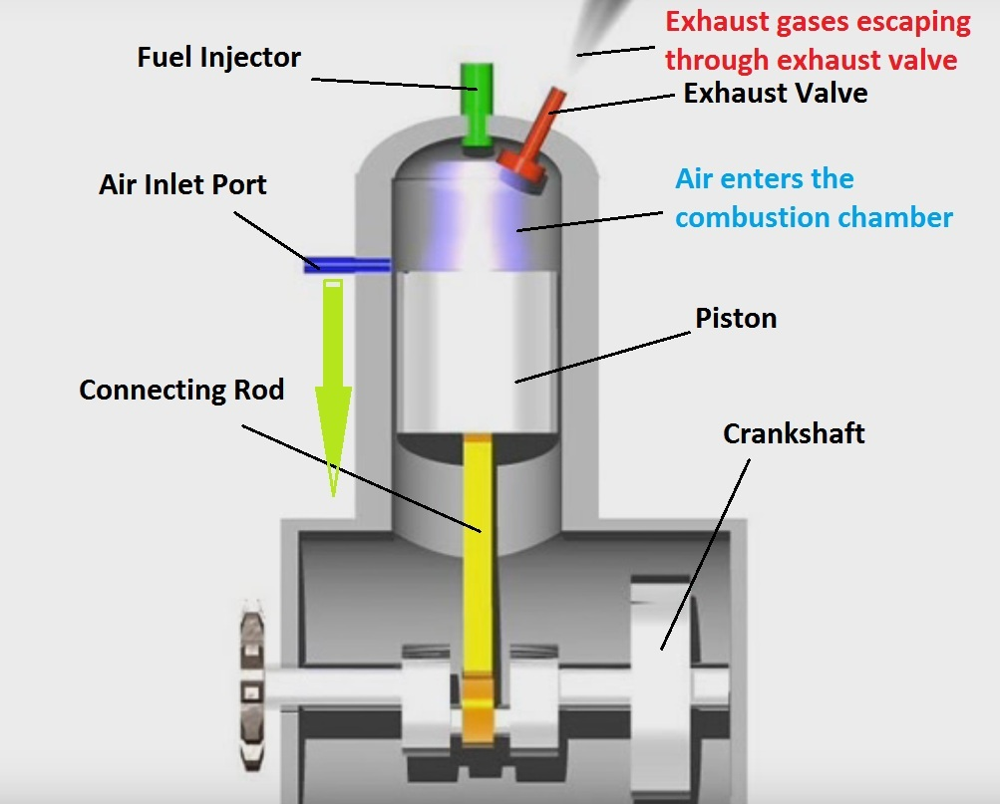 Exhaust gases escaping
through exhaust valve
Fuel Injector
Exhaust Valve
Air Inlet Port
Air enters the
combustion chamber
Piston
Connecting Rod
Crankshaft